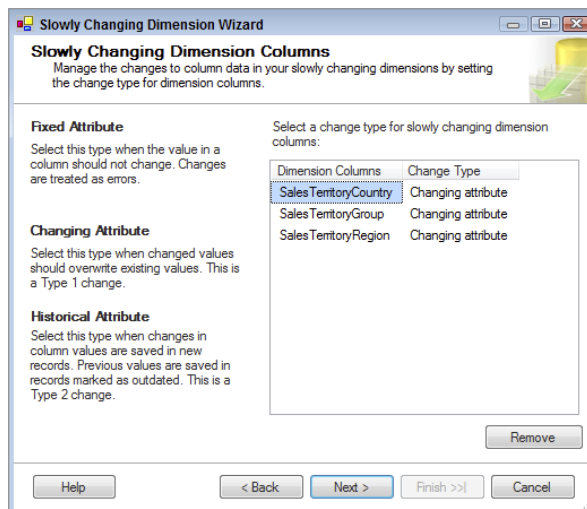 Slowly Changing Dimension Wizard
Slowly Changing Dimension Columns
Manage the changes to column data in your slowly changing dimensions by setting
the change type for dimension columns.
Fixed Attribute
Select this type when the value in a
column should not change. Changes
are treated as errors.
Changing Attribute
Select this type when changed values
should overwrite existing values. This is
a Type 1 change.
Historical Attribute
Select this type when changes in
column values are saved in new
records. Previous values are saved in
records marked as outdated. This is a
Type 2 change.
Select a change type for slowly changing dimension
columns:
Dimension Columns Change Type
SalesTerritoryCountry Changing attribute
SalesTerritoryGroup Changing attribute
SalesTerritoryRegion Changing attribute
Remove
Help < Back Next > Finish >>| Cancel